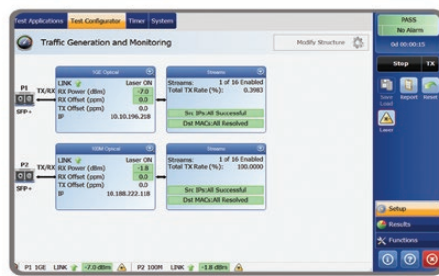 Test Applications Test Configurator Timer System
Traffic Generation and Monitoring
Modify Structure
PASS
No Alarm
0d 00:00:15
Stop TX
Save Load
Report
Reset
Laser
P1
TX/RX
SFP+
1GE Optical
LINK Laser ON
RX Power (dBm) -7.0
RX Offset (ppm) 0.0
TX Offset (ppm) 0.0
IP 10.10.196.218
Streams
Streams: 1 of 16 Enabled
Total TX Rate (%): 0.3983
Src IPs:All Successful
Dst MACs:All Resolved
P2
TX/RX
SFP+
100M Optical
LINK Laser ON
RX Power (dBm) -1.8
RX Offset (ppm) 0.0
TX Offset (ppm) 0.0
IP 10.188.222.118
Streams
Streams: 1 of 16 Enabled
Total TX Rate (%): 100.0000
Src IPs:All Successful
Dst MACs:All Resolved
Setup
Results
Functions
P1 1GE LINK -7.0 dBm P2 100M LINK -1.8 dBm